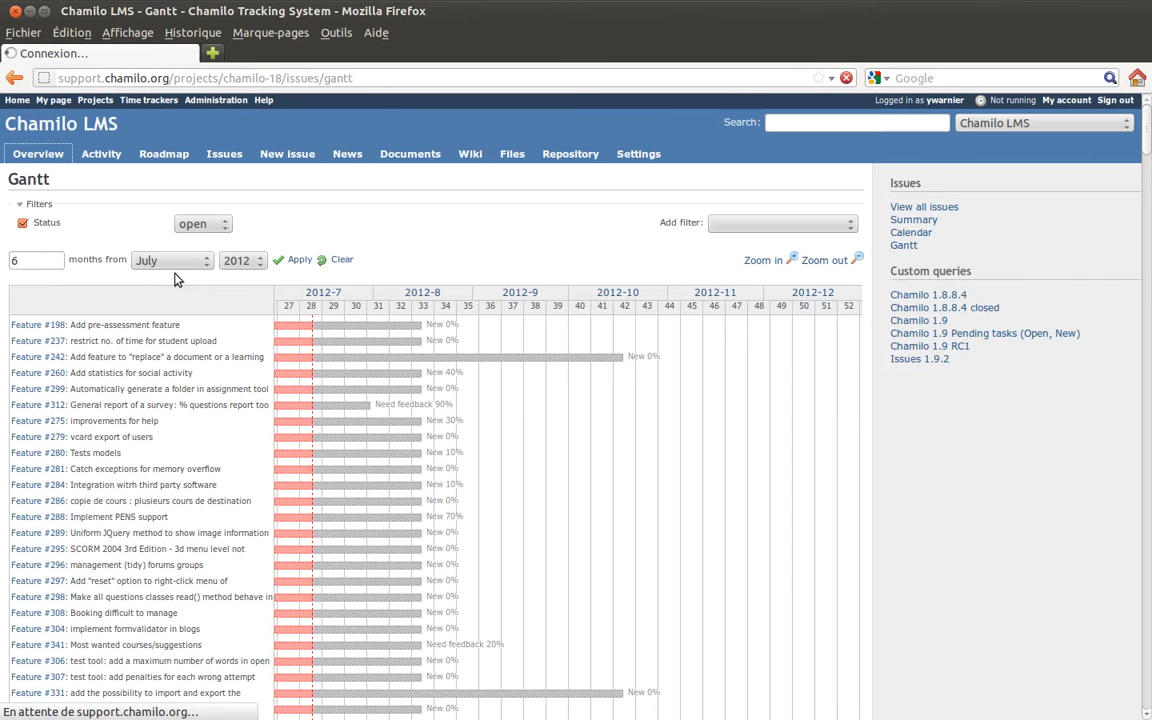 Chamilo LMS - Gantt - Chamilo Tracking System - Mozilla Firefox
Fichier Édition Affichage Historique Marque-pages Outils Aide
Connexion...
support.chamilo.org/projects/chamilo-18/issues/gantt
Google
Home My page Projects Time trackers Administration Help
Logged in as ywarnier Not running My account Sign out
Chamilo LMS
Search:
Chamilo LMS
Overview Activity Roadmap Issues New issue News Documents Wiki Files Repository Settings
Gantt
Filters
Status open Add filter:
6 months from July 2012 Apply Clear
Zoom in Zoom out
2012-7 2012-8 2012-9 2012-10 2012-11 2012-12
27 28 29 30 31 32 33 34 35 36 37 38 39 40 41 42 43 44 45 46 47 48 49 50 51 52
Feature #198: Add pre-assessment feature New 0%
Feature #237: restrict no. of time for student upload New 0%
Feature #242: Add feature to "replace" a document or a learning New 0%
Feature #260: Add statistics for social activity New 40%
Feature #299: Automatically generate a folder in assignment tool New 0%
Feature #312: General report of a survey: % questions report too Need feedback 90%
Feature #275: improvements for help New 30%
Feature #279: vcard export of users New 0%
Feature #280: Tests models New 10%
Feature #281: Catch exceptions for memory overflow New 0%
Feature #284: Integration witrh third party software New 10%
Feature #286: copie de cours : plusieurs cours de destination New 0%
Feature #288: Implement PENS support New 70%
Feature #289: Uniform JQuery method to show image information New 0%
Feature #295: SCORM 2004 3rd Edition - 3d menu level not New 0%
Feature #296: management (tidy) forums groups New 0%
Feature #297: Add "reset" option to right-click menu of New 0%
Feature #298: Make all questions classes read() method behave in New 0%
Feature #308: Booking difficult to manage New 0%
Feature #304: implement formvalidator in blogs New 0%
Feature #341: Most wanted courses/suggestions Need feedback 20%
Feature #306: test tool: add a maximum number of words in open New 0%
Feature #307: test tool: add penalties for each wrong attempt New 0%
Feature #331: add the possibility to import and export the New 0%
New 0%
En attente de support.chamilo.org...
Issues
View all issues
Summary
Calendar
Gantt
Custom queries
Chamilo 1.8.8.4
Chamilo 1.8.8.4 closed
Chamilo 1.9
Chamilo 1.9 Pending tasks (Open, New)
Chamilo 1.9 RC1
Issues 1.9.2